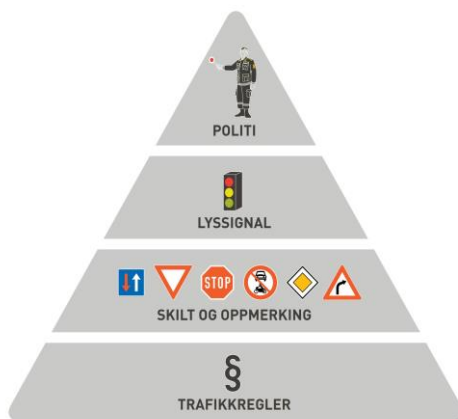 POLITI
LYSSIGNAL
STOP
SKILT OG OPPMERKING
§
TRAFIKKREGLER